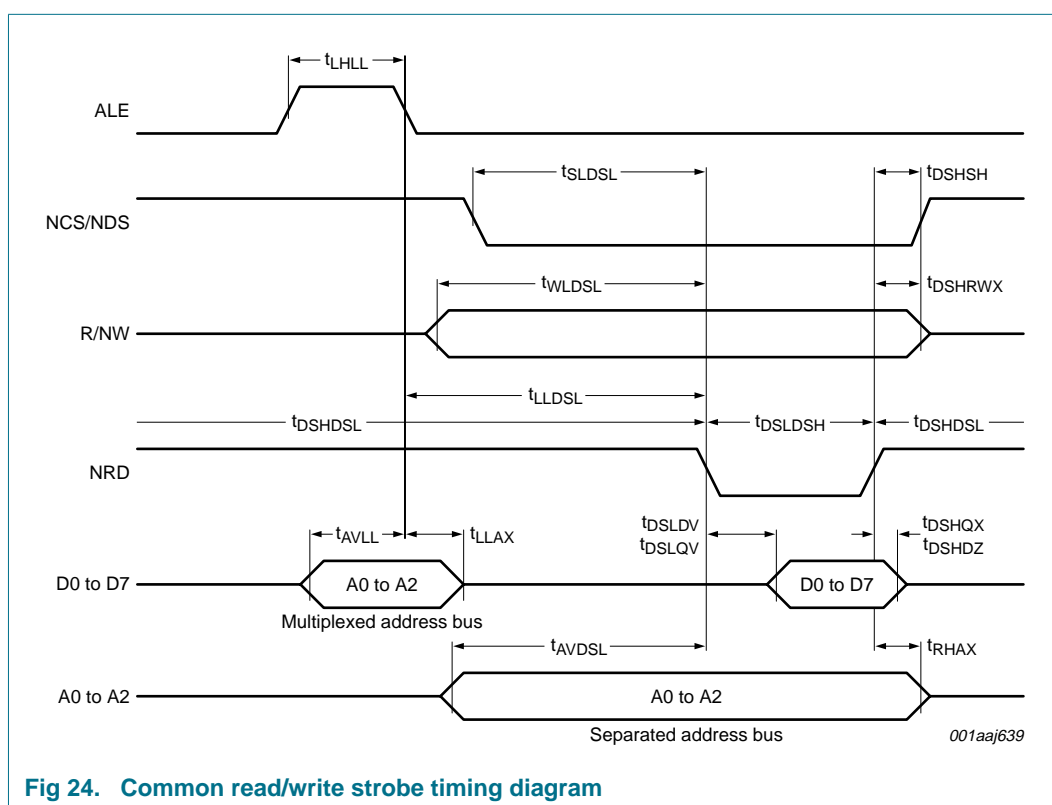 tLHLL
ALE
tSLDSL
tDSHSH
NCS/NDS
tWLDSL
tDSHRWX
R/NW
tLLDSL
tDSHDSL
tDSLDSH
tDSHDSL
NRD
tAVLL
tLLAX
tDSLDV
tDSLQV
tDSHQX
tDSHDZ
D0 to D7
A0 to A2
D0 to D7
Multiplexed address bus
tAVDSL
tRHAX
A0 to A2
A0 to A2
Separated address bus
001aaj639
Fig 24. Common read/write strobe timing diagram